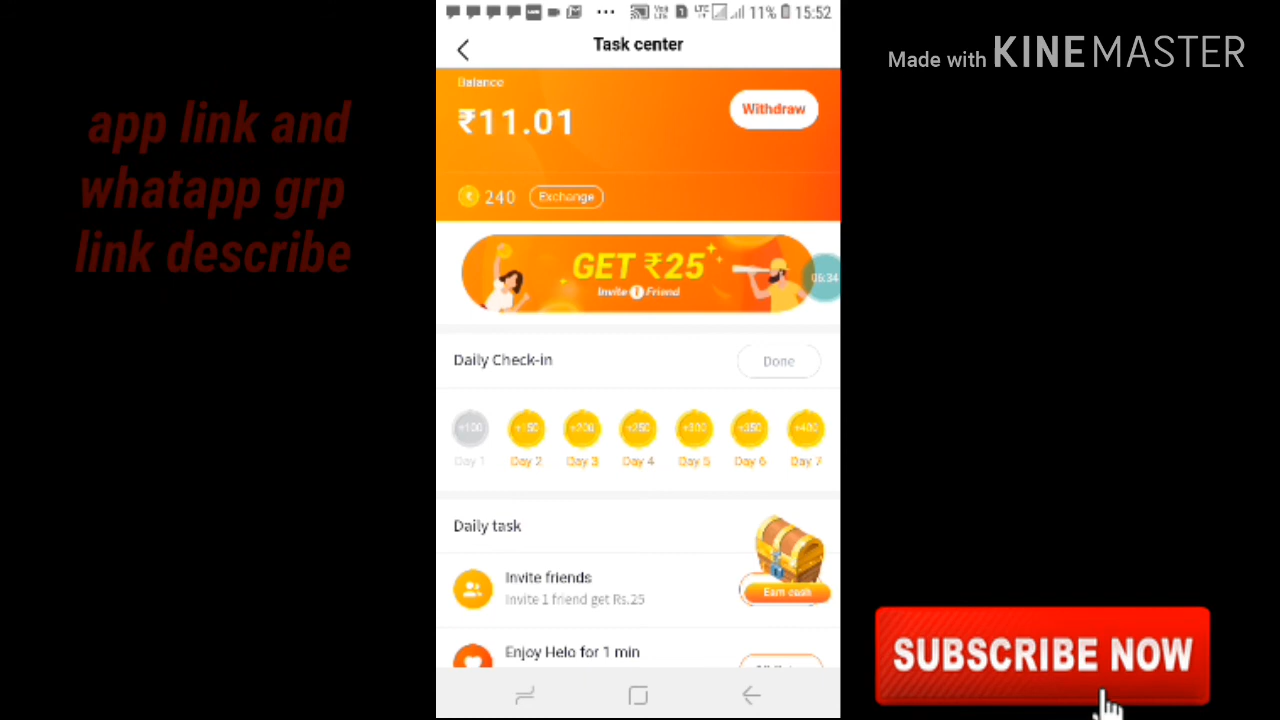 app link and
whatapp grp
link describe
11% 15:52
Task center
Balance
₹11.01
Withdraw
240 Exchange
GET ₹25
Invite 1 Friend
06:34
Daily Check-in
Done
+100 +150 +200 +250 +300 +350 +400
Day 1 Day 2 Day 3 Day 4 Day 5 Day 6 Day 7
Daily task
Invite friends
Invite 1 friend get Rs.25
Earn cash
Enjoy Helo for 1 min
Made with KINEMASTER
SUBSCRIBE NOW